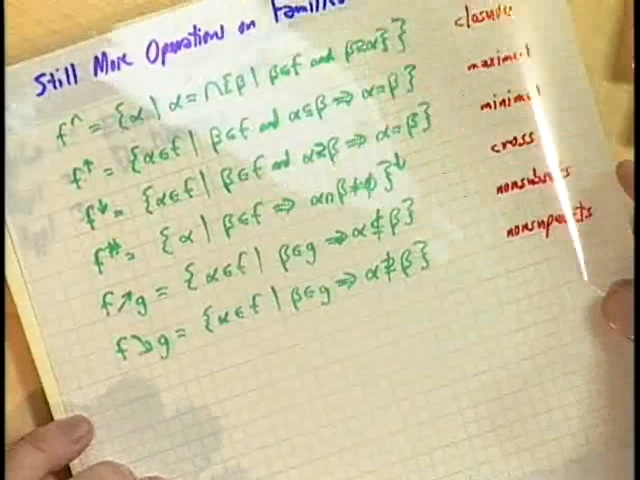 Still More Operations on Families
f^∩ = {α | α = ∩{β | β∈f and β⊇α}} closure
f^↑ = {α∈f | β∈f and α⊆β ⟹ α=β} maximal
f^↓ = {α∈f | β∈f and α⊇β ⟹ α=β} minimal
f^# = {α | β∈f ⟹ α∩β≠ϕ}^↓ cross
f↗g = {α∈f | β∈g ⟹ α⊄β} nonsubsets
f↘g = {α∈f | β∈g ⟹ α⊉β} nonsupersets